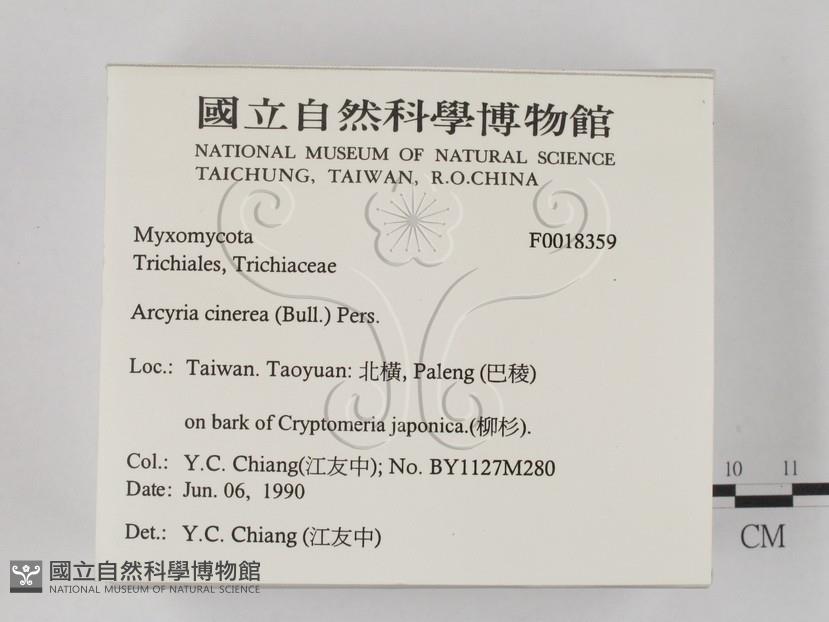 國立自然科學博物館
NATIONAL MUSEUM OF NATURAL SCIENCE
TAICHUNG, TAIWAN, R.O.CHINA
Myxomycota F0018359
Trichiales, Trichiaceae
Arcyria cinerea (Bull.) Pers.
Loc.: Taiwan. Taoyuan: 北橫, Paleng (巴稜)
on bark of Cryptomeria japonica.(柳杉).
Col.: Y.C. Chiang(江友中); No. BY1127M280
Date: Jun. 06, 1990
Det.: Y.C. Chiang (江友中)
10 11
CM
國立自然科學博物館
NATIONAL MUSEUM OF NATURAL SCIENCE